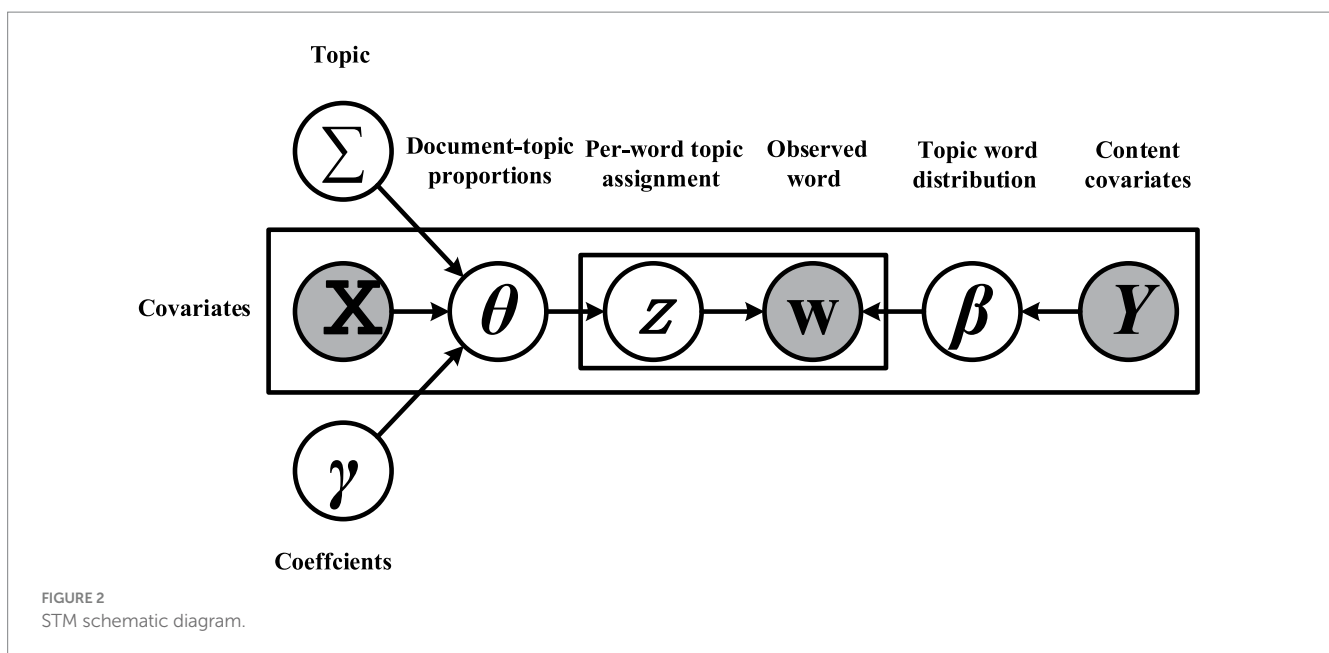 Topic
Σ
Document-topic
proportions
Per-word topic
assignment
Observed
word
Topic word
distribution
Content
covariates
Covariates
X
θ
z
w
β
Y
γ
Coeffcients
FIGURE 2
STM schematic diagram.